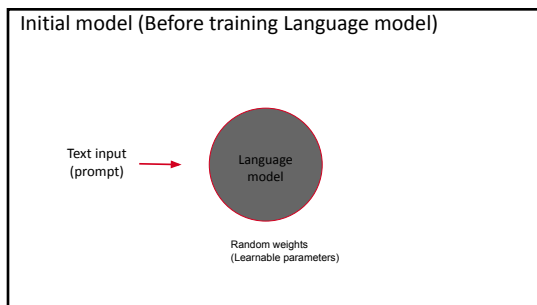 Initial model (Before training Language model)
Text input
(prompt)
Language
model
Random weights
(Learnable parameters)